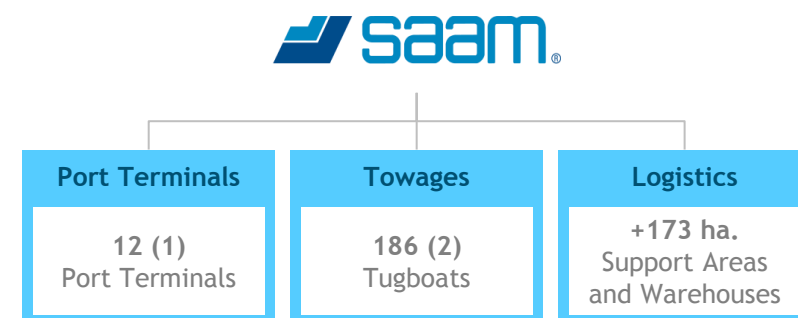 saam®
Port Terminals
12 (1)
Port Terminals
Towages
186 (2)
Tugboats
Logistics
+173 ha.
Support Areas
and Warehouses